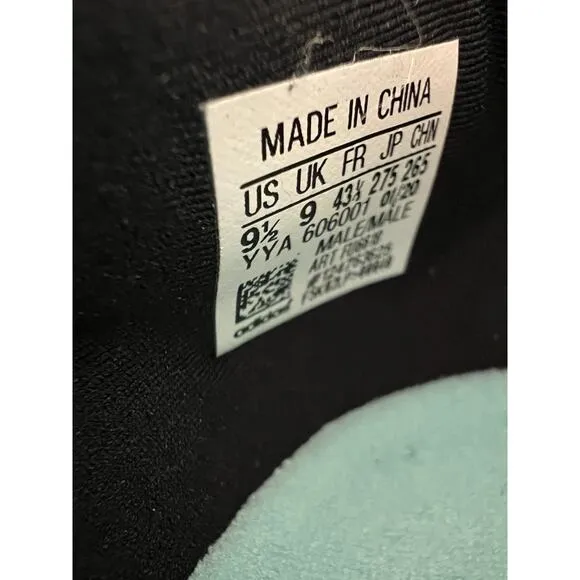 MADE IN CHINA
US UK FR JP CHN
9½ 9 43⅓ 275 265
YYA 606001 01/20
MALE/MALE
ART
adidas